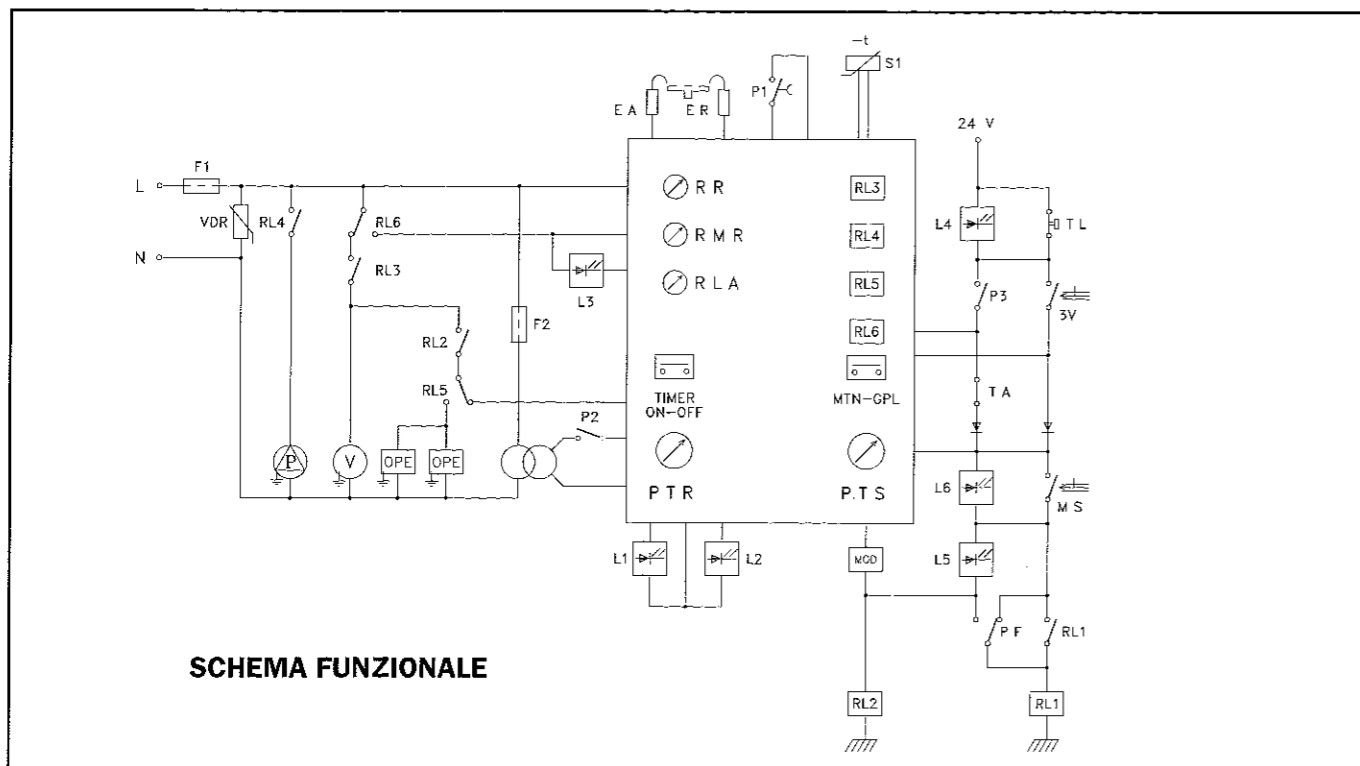 -t
S1
P1
EA
ER
24 V
F1
L
RR
RL3
VDR
RL4
RL6
RMR
RL4
L4
TL
N
RL3
RLA
RL5
P3
3V
L3
F2
RL6
RL2
TIMER
ON-OFF
MTN-GPL
TA
RL5
P2
P
V
OPE
OPE
PTR
P.TS
L6
MS
L1
L2
MOD
L5
PF
RL1
SCHEMA FUNZIONALE
RL2
RL1